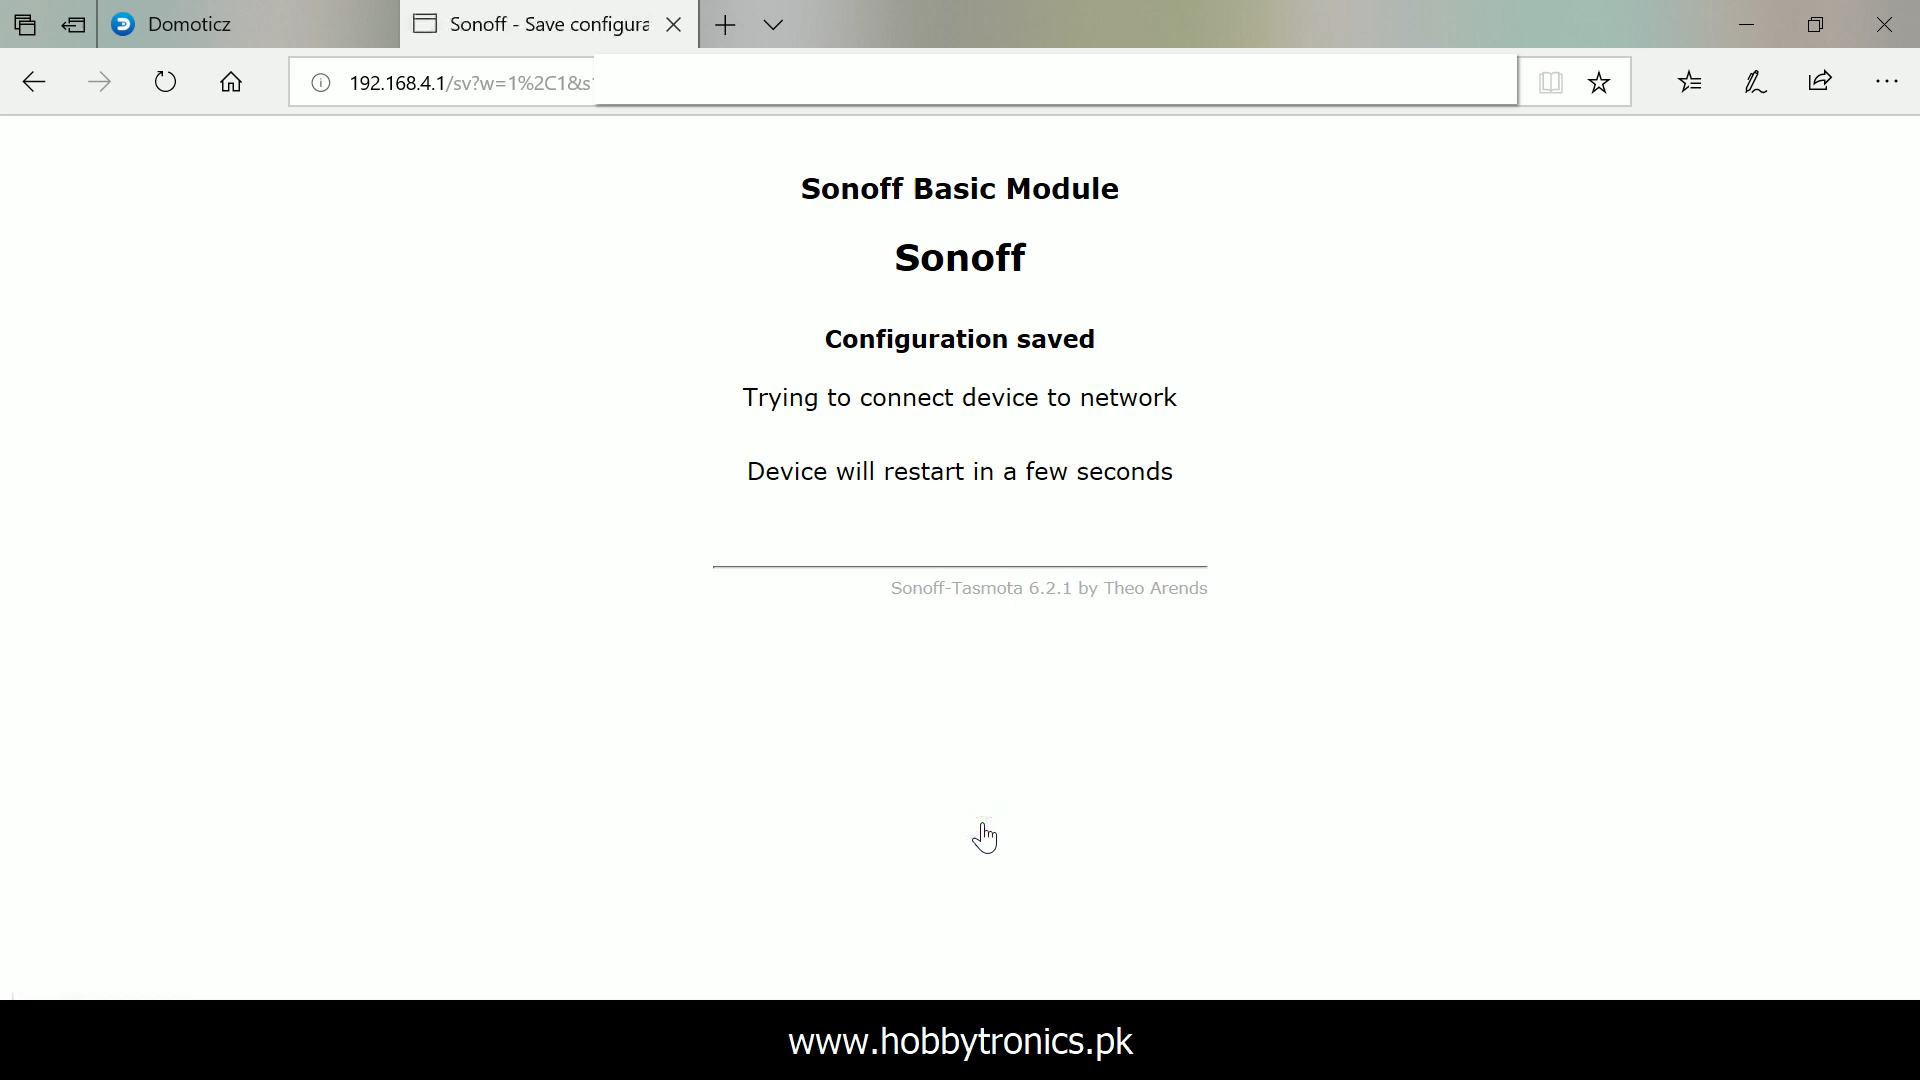 Domoticz
Sonoff - Save configura
192.168.4.1/sv?w=1%2C1&s
Sonoff Basic Module
Sonoff
Configuration saved
Trying to connect device to network
Device will restart in a few seconds
Sonoff-Tasmota 6.2.1 by Theo Arends
www.hobbytronics.pk